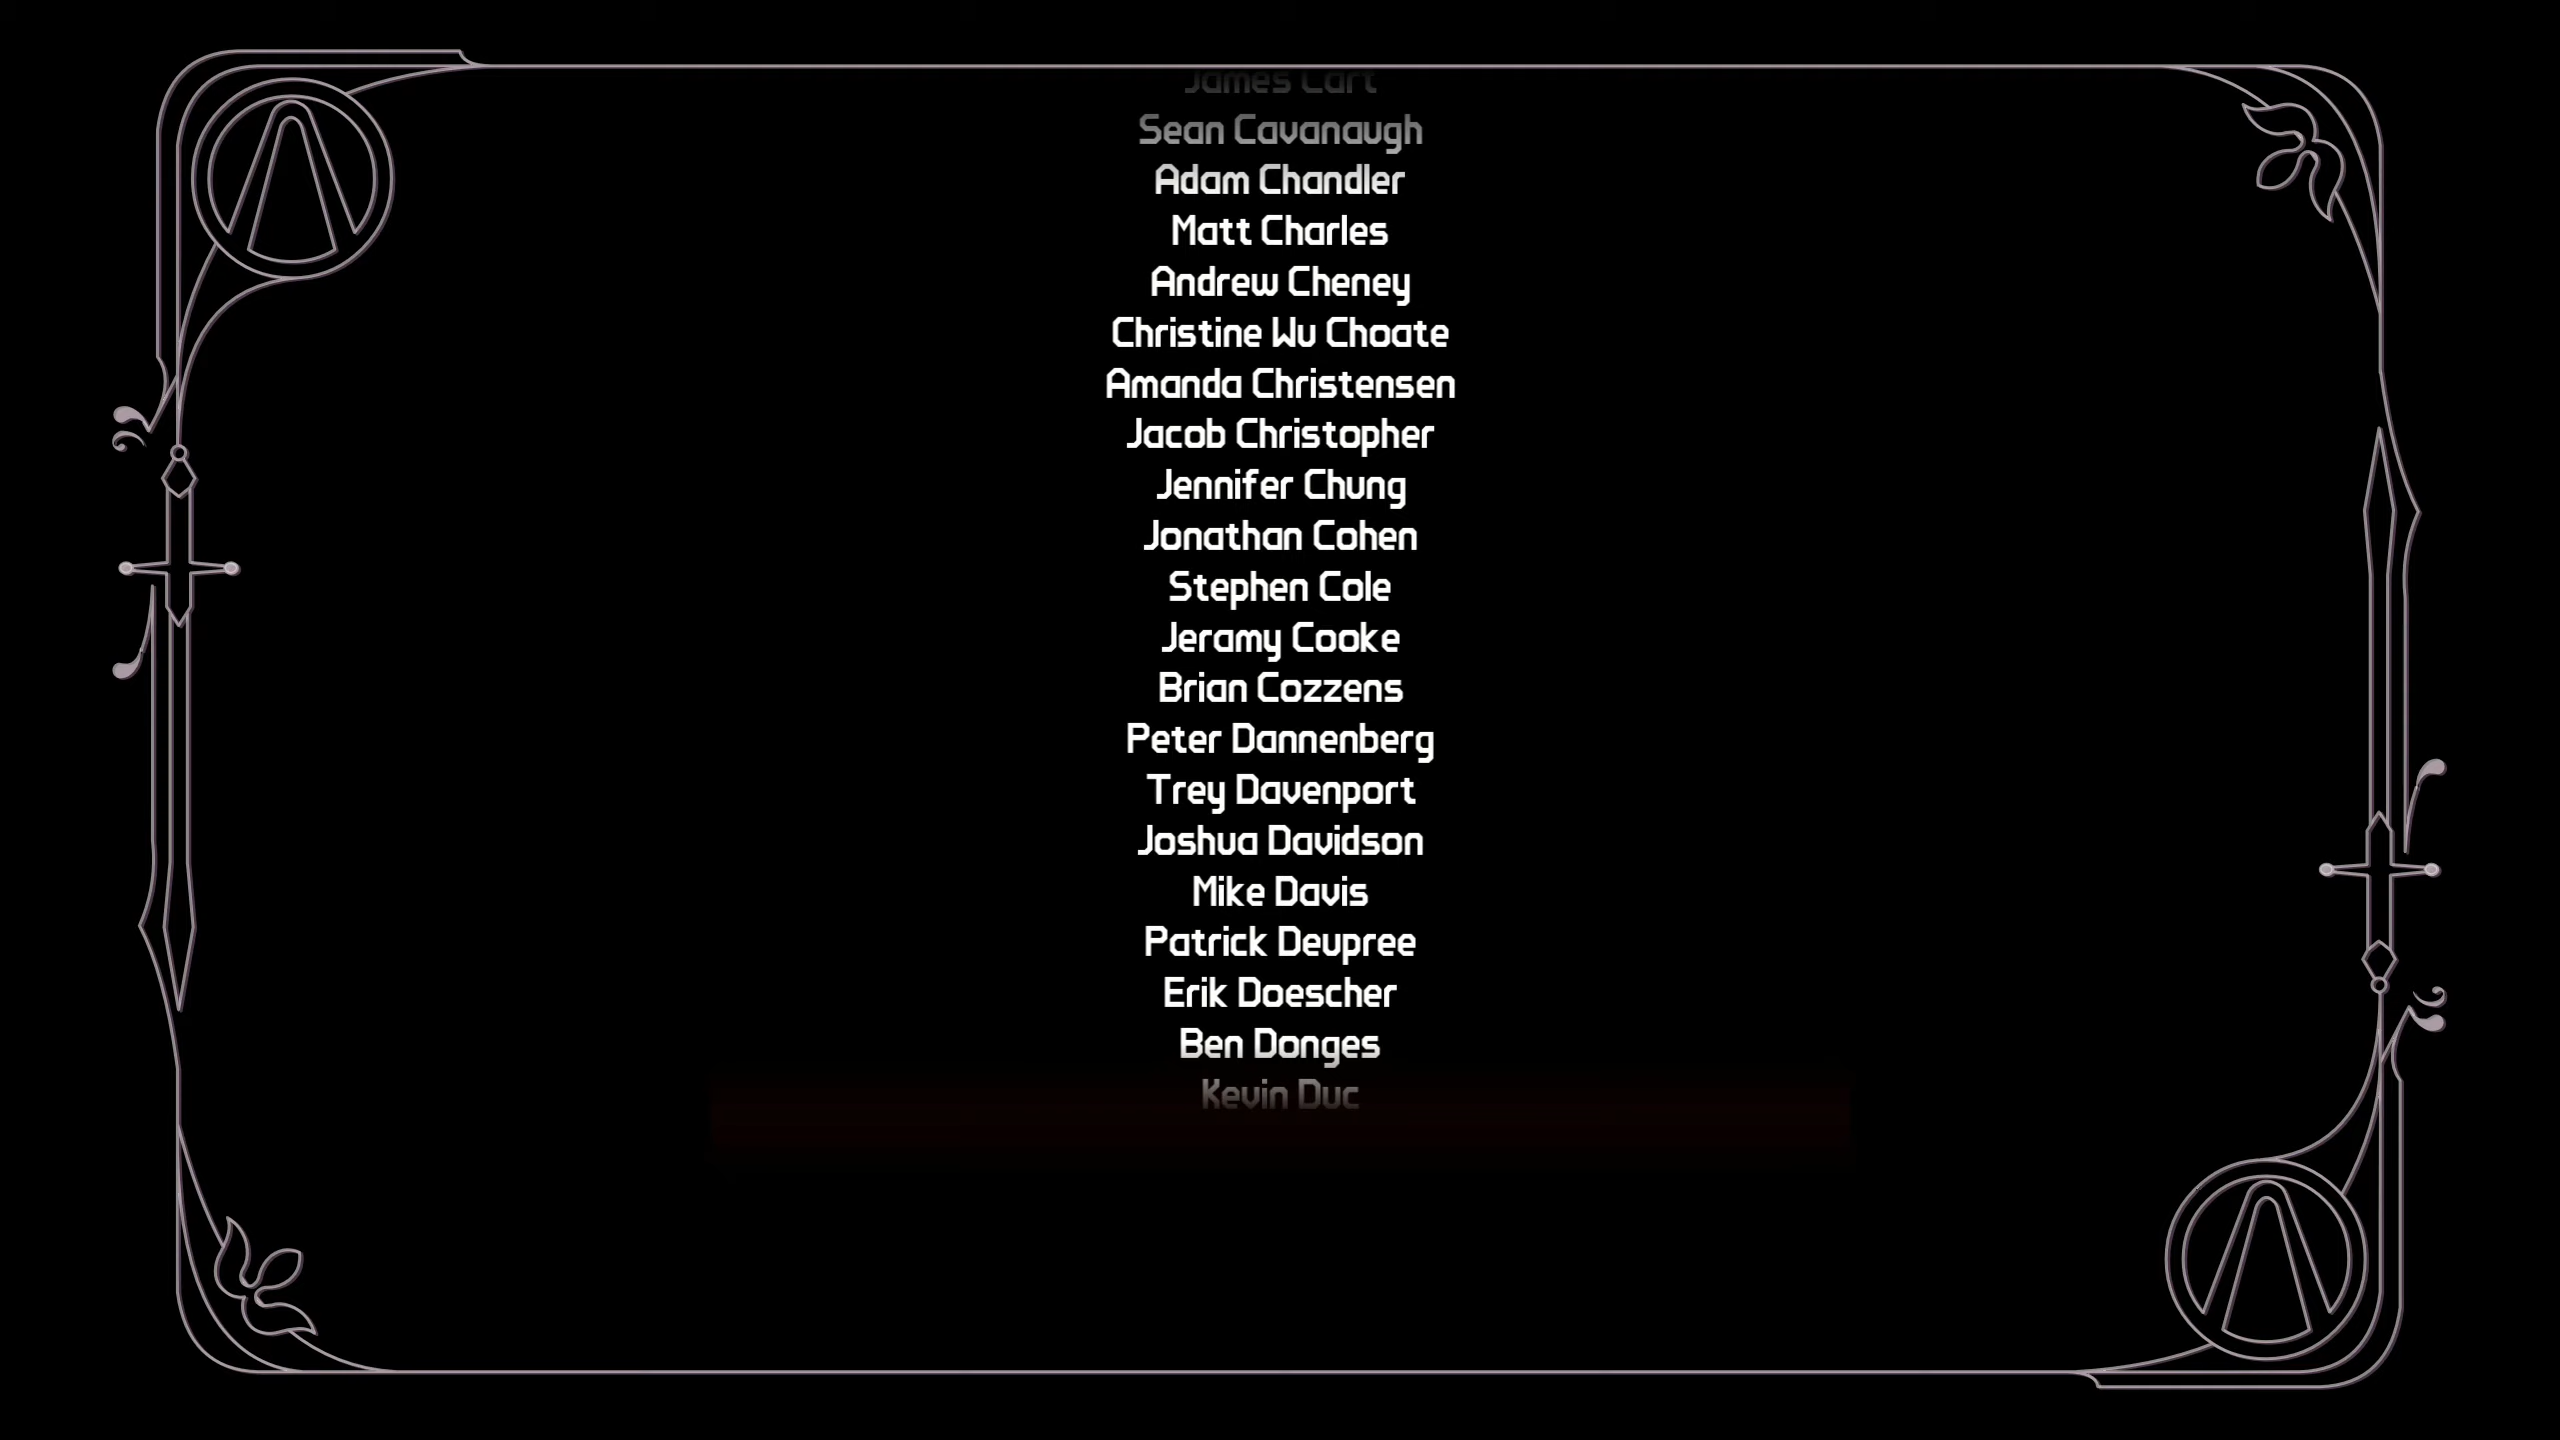 James Cart
Sean Cavanaugh
Adam Chandler
Matt Charles
Andrew Cheney
Christine Wu Choate
Amanda Christensen
Jacob Christopher
Jennifer Chung
Jonathan Cohen
Stephen Cole
Jeramy Cooke
Brian Cozzens
Peter Dannenberg
Trey Davenport
Joshua Davidson
Mike Davis
Patrick Deupree
Erik Doescher
Ben Donges
Kevin Duc